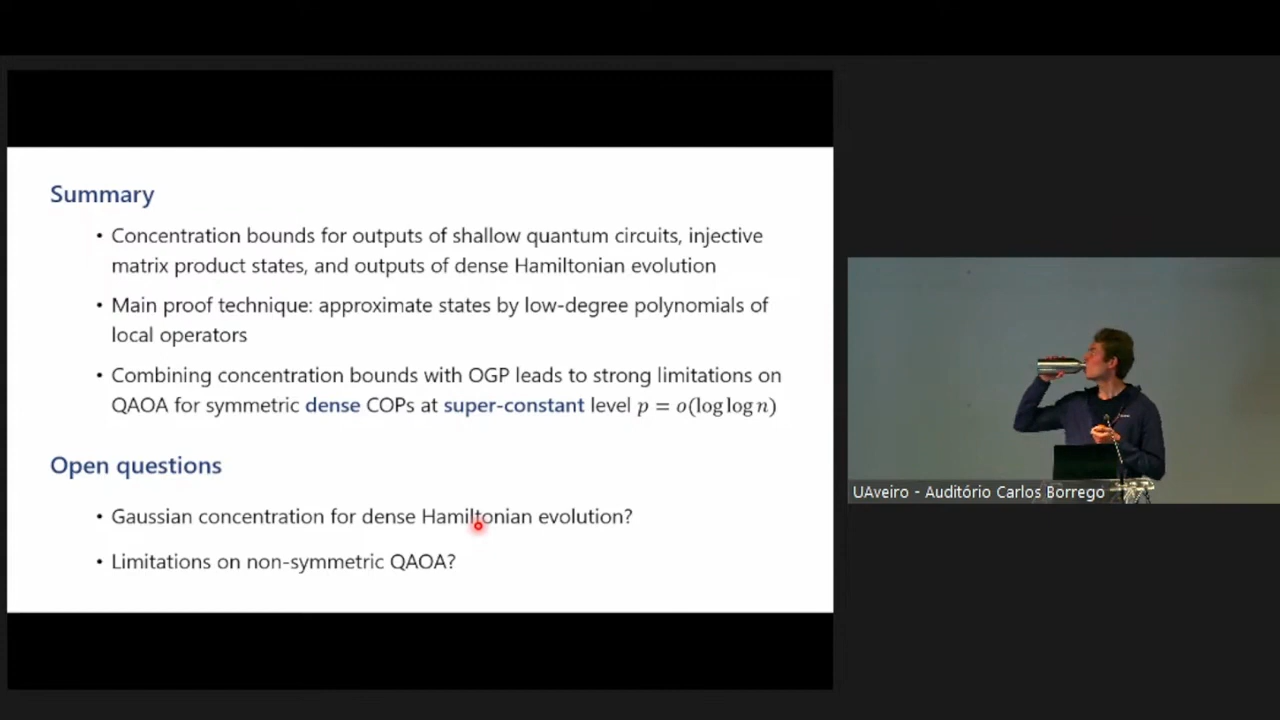 Summary
• Concentration bounds for outputs of shallow quantum circuits, injective
matrix product states, and outputs of dense Hamiltonian evolution
• Main proof technique: approximate states by low-degree polynomials of
local operators
• Combining concentration bounds with OGP leads to strong limitations on
QAOA for symmetric dense COPs at super-constant level p = o(log log n)
Open questions
• Gaussian concentration for dense Hamiltonian evolution?
• Limitations on non-symmetric QAOA?
UAveiro - Auditório Carlos Borrego